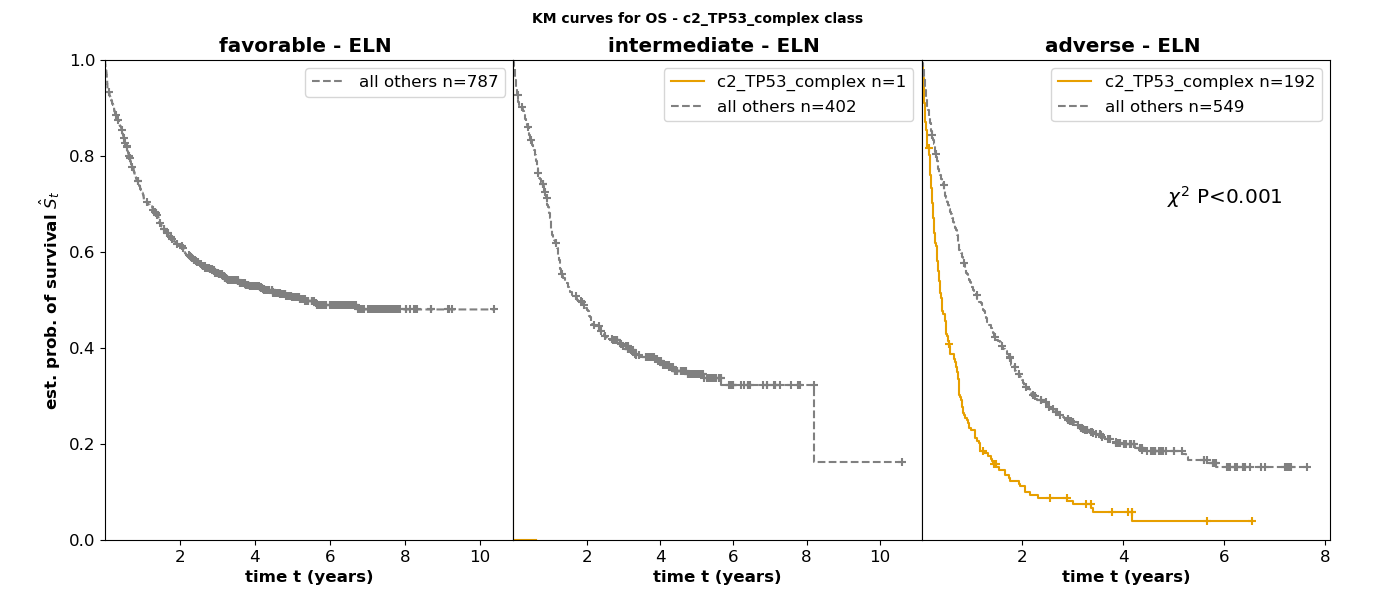 KM curves for OS - c2_TP53_complex class
favorable - ELN
intermediate - ELN
adverse - ELN
est. prob. of survival Ŝt
1.0
0.8
0.6
0.4
0.2
0.0
all others n=787
2 4 6 8 10
time t (years)
c2_TP53_complex n=1
all others n=402
2 4 6 8 10
time t (years)
c2_TP53_complex n=192
all others n=549
χ² P<0.001
2 4 6 8
time t (years)